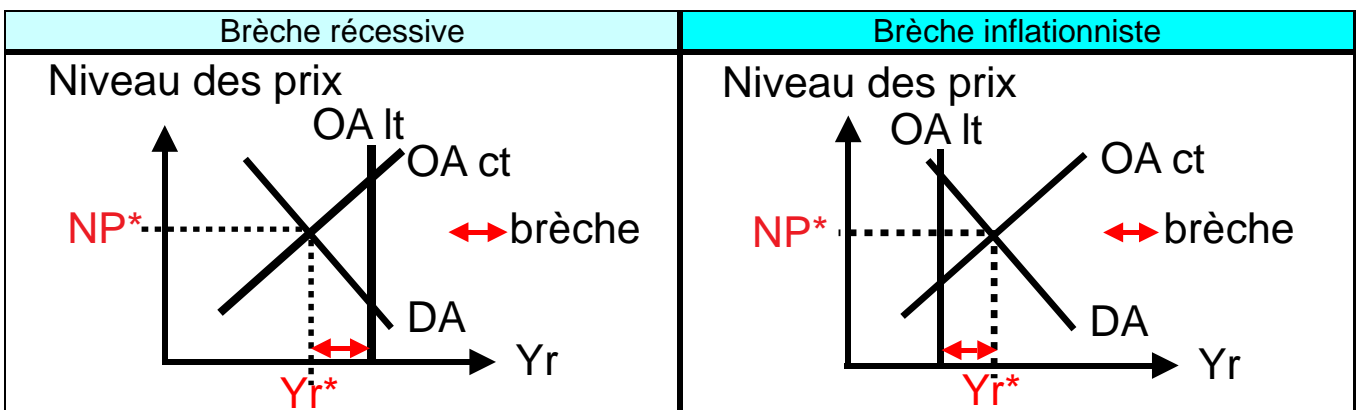 Brèche récessive
Niveau des prix
OA lt
OA ct
NP*
brèche
DA
Yr
Yr*
Brèche inflationniste
Niveau des prix
OA lt
OA ct
NP*
brèche
DA
Yr
Yr*